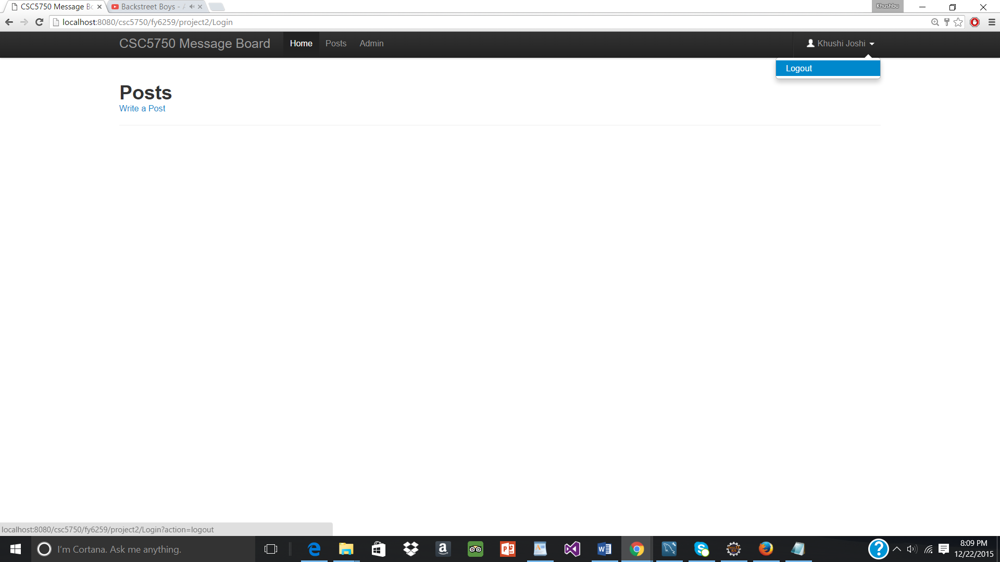 CSC5750 Message Bo
Backstreet Boys - A
Khushbu
localhost:8080/csc5750/fy6259/project2/Login
CSC5750 Message Board
Home
Posts
Admin
Khushi Joshi
Logout
Posts
Write a Post
localhost:8080/csc5750/fy6259/project2/Login?action=logout
I'm Cortana. Ask me anything.
8:09 PM
12/22/2015